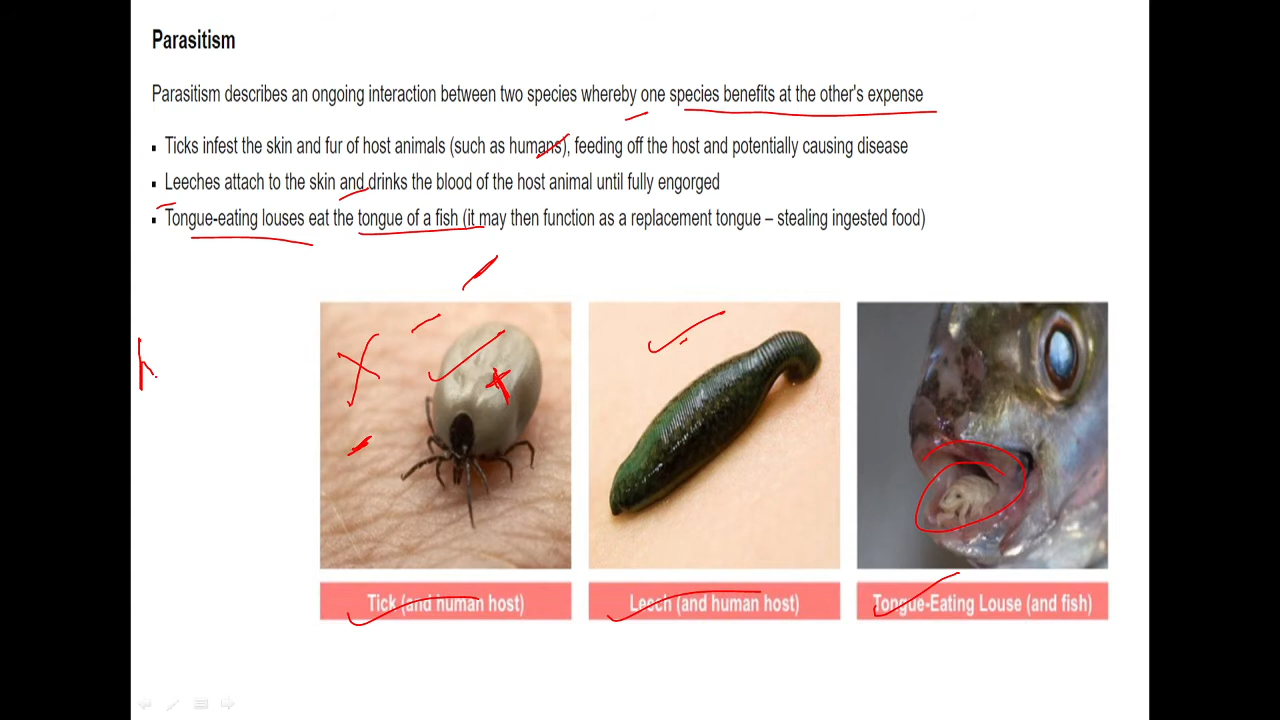 Parasitism
Parasitism describes an ongoing interaction between two species whereby one species benefits at the other's expense
▪ Ticks infest the skin and fur of host animals (such as humans), feeding off the host and potentially causing disease
▪ Leeches attach to the skin and drinks the blood of the host animal until fully engorged
▪ Tongue-eating louses eat the tongue of a fish (it may then function as a replacement tongue – stealing ingested food)
Tick (and human host)
Leech (and human host)
Tongue-Eating Louse (and fish)